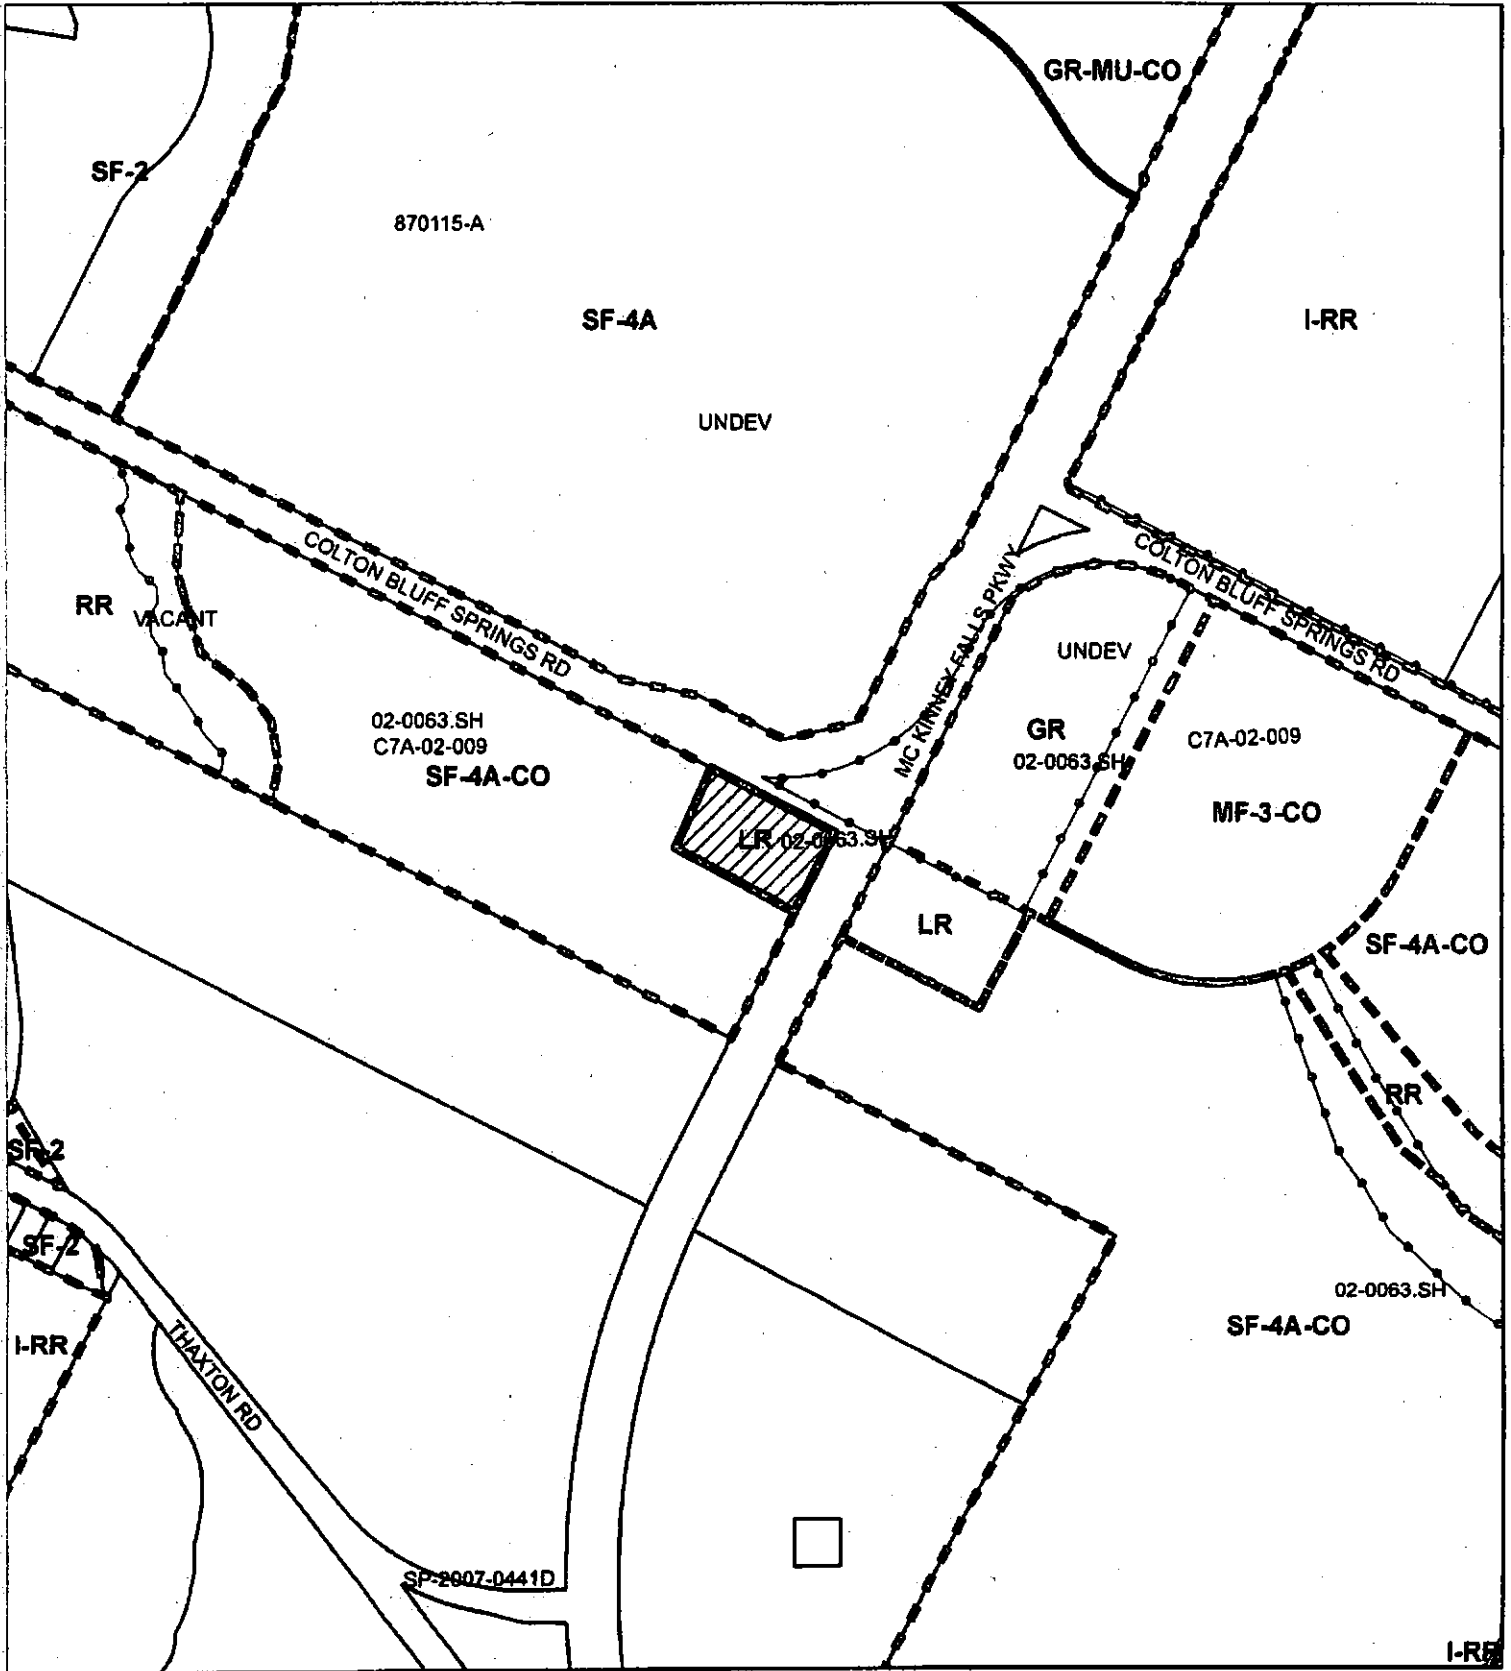 GR-MU-CO
SF-2
870115-A
SF-4A
I-RR
UNDEV
COLTON BLUFF SPRINGS RD
COLTON BLUFF SPRINGS RD
MC KINNEY FALLS PKWY
RR
VACANT
UNDEV
02-0063.SH
C7A-02-009
SF-4A-CO
GR
02-0063.SH
C7A-02-009
MF-3-CO
LR 02-0063.SH
LR
SF-4A-CO
RR
SF-2
SF-2
02-0063.SH
SF-4A-CO
I-RR
THAXTON RD
SP-2007-0441D
I-RR